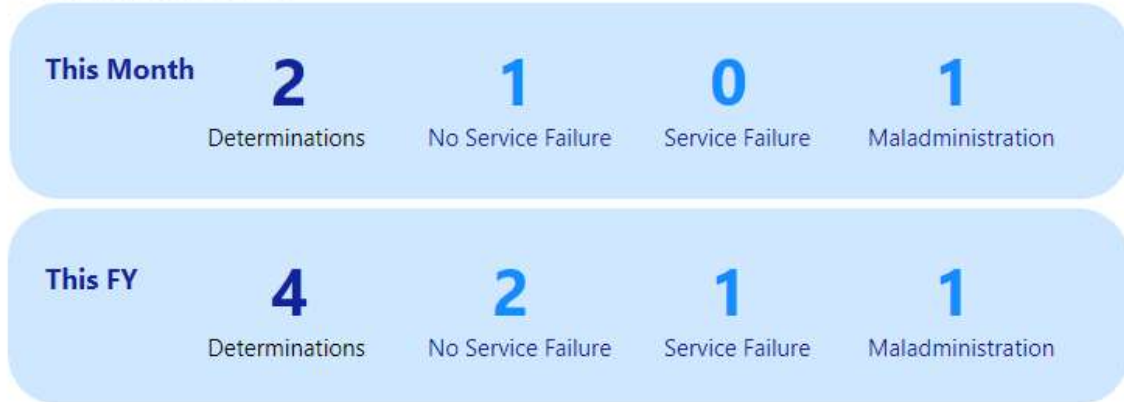 This Month 2 1 0 1
Determinations No Service Failure Service Failure Maladministration
This FY 4 2 1 1
Determinations No Service Failure Service Failure Maladministration